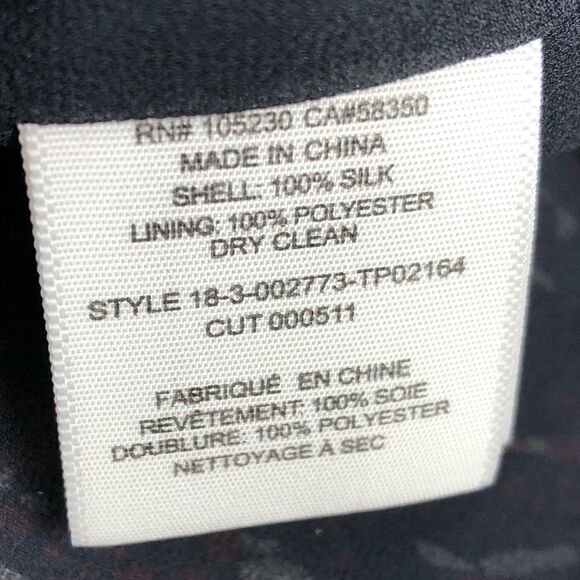 RN# 105230 CA#58350
MADE IN CHINA
SHELL: 100% SILK
LINING: 100% POLYESTER
DRY CLEAN
STYLE 18-3-002773-TP02164
CUT 000511
FABRIQUÉ EN CHINE
REVÊTEMENT: 100% SOIE
DOUBLURE: 100% POLYESTER
NETTOYAGE À SEC